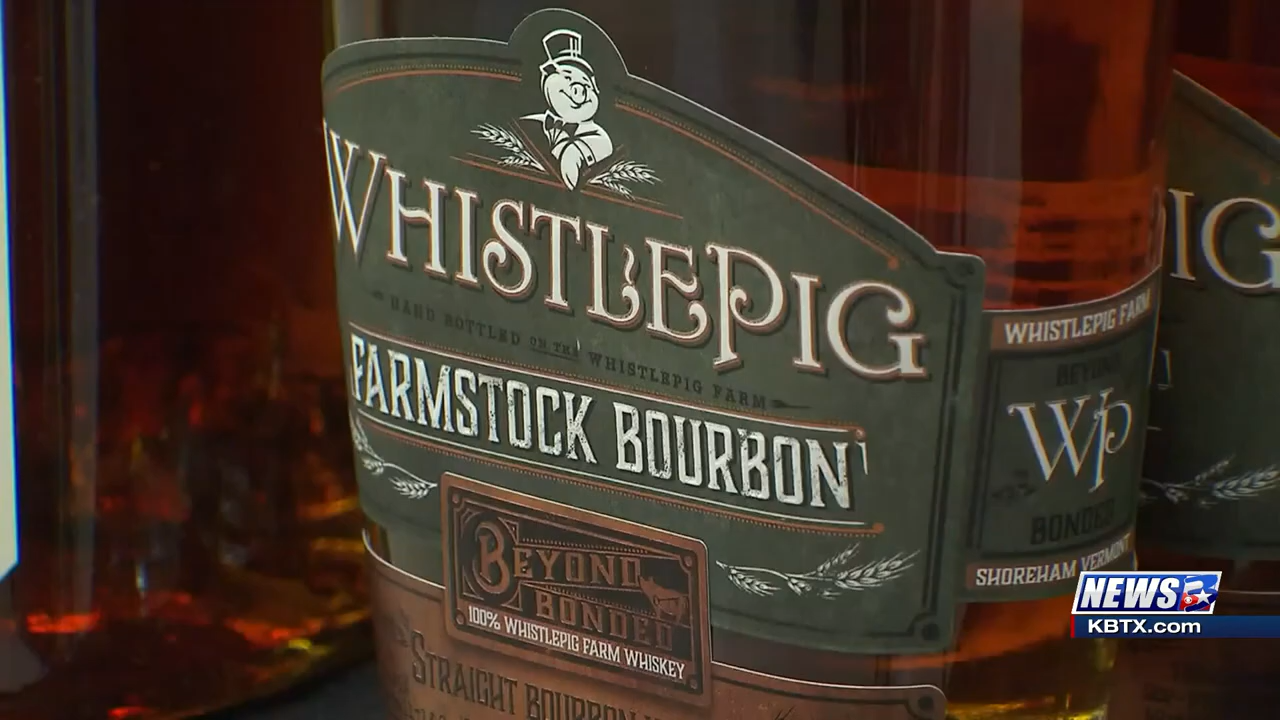 WHISTLEPIG
HAND BOTTLED ON THE WHISTLEPIG FARM
FARMSTOCK BOURBON
BEYOND
BONDED
100% WHISTLEPIG FARM WHISKEY
STRAIGHT BOURBON
WHISTLEPIG FARM
BEYOND
WP
BONDED
SHOREHAM VERMONT
IG
NEWS 3
KBTX.com